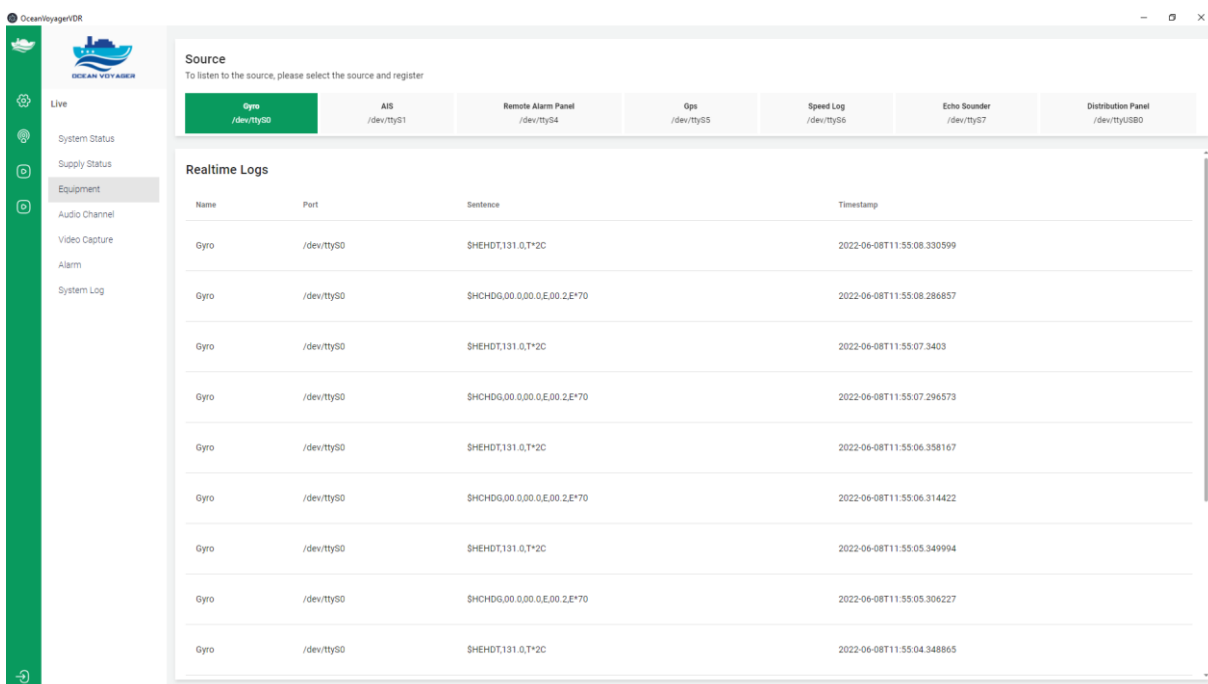 OceanVoyagerVDR
OCEAN VOYAGER
Live
System Status
Supply Status
Equipment
Audio Channel
Video Capture
Alarm
System Log
Source
To listen to the source, please select the source and register
Gyro AIS Remote Alarm Panel Gps Speed Log Echo Sounder Distribution Panel
/dev/ttyS0 /dev/ttyS1 /dev/ttyS4 /dev/ttyS5 /dev/ttyS6 /dev/ttyS7 /dev/ttyUSB0
Realtime Logs
Name Port Sentence Timestamp
Gyro /dev/ttyS0 $HEHDT,131.0,T*2C 2022-06-08T11:55:08.330599
Gyro /dev/ttyS0 $HCHDG,00.0,00.0,E,00.2,E*70 2022-06-08T11:55:08.286857
Gyro /dev/ttyS0 $HEHDT,131.0,T*2C 2022-06-08T11:55:07.3403
Gyro /dev/ttyS0 $HCHDG,00.0,00.0,E,00.2,E*70 2022-06-08T11:55:07.296573
Gyro /dev/ttyS0 $HEHDT,131.0,T*2C 2022-06-08T11:55:06.358167
Gyro /dev/ttyS0 $HCHDG,00.0,00.0,E,00.2,E*70 2022-06-08T11:55:06.314422
Gyro /dev/ttyS0 $HEHDT,131.0,T*2C 2022-06-08T11:55:05.349994
Gyro /dev/ttyS0 $HCHDG,00.0,00.0,E,00.2,E*70 2022-06-08T11:55:05.306227
Gyro /dev/ttyS0 $HEHDT,131.0,T*2C 2022-06-08T11:55:04.348865